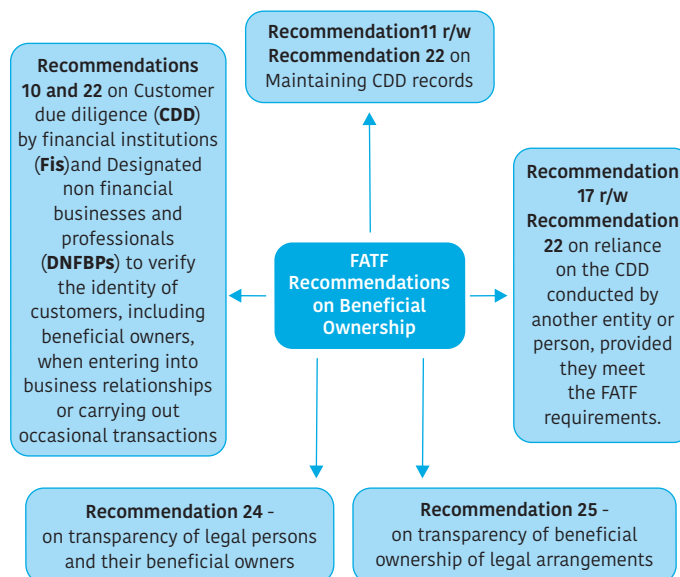 Recommendation11 r/w
Recommendation 22 on
Maintaining CDD records
Recommendations
10 and 22 on Customer
due diligence (CDD)
by financial institutions
(Fis)and Designated
non financial
businesses and
professionals
(DNFBPs) to verify
the identity of
customers, including
beneficial owners,
when entering into
business relationships
or carrying out
occasional transactions
FATF
Recommendations
on Beneficial
Ownership
Recommendation
17 r/w
Recommendation
22 on reliance
on the CDD
conducted by
another entity or
person, provided
they meet
the FATF
requirements.
Recommendation 24 -
on transparency of legal persons
and their beneficial owners
Recommendation 25 -
on transparency of beneficial
ownership of legal arrangements